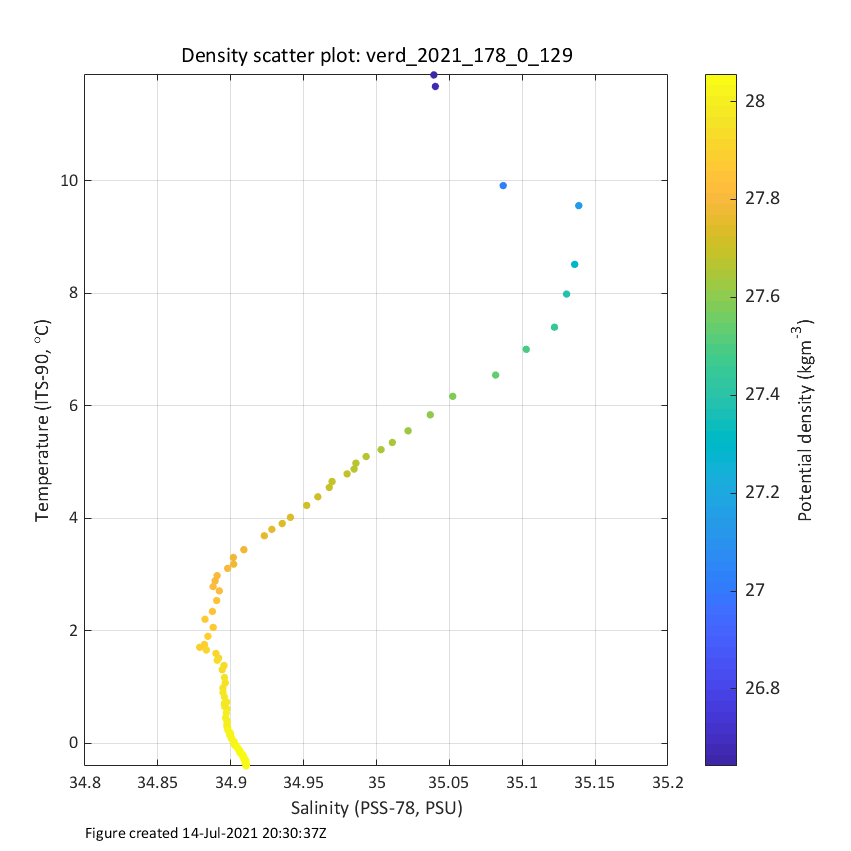 Density scatter plot: verd_2021_178_0_129
10
8
6
4
2
0
Temperature (ITS-90, °C)
34.8 34.85 34.9 34.95 35 35.05 35.1 35.15 35.2
Salinity (PSS-78, PSU)
28
27.8
27.6
27.4
27.2
27
26.8
Potential density (kgm⁻³)
Figure created 14-Jul-2021 20:30:37Z